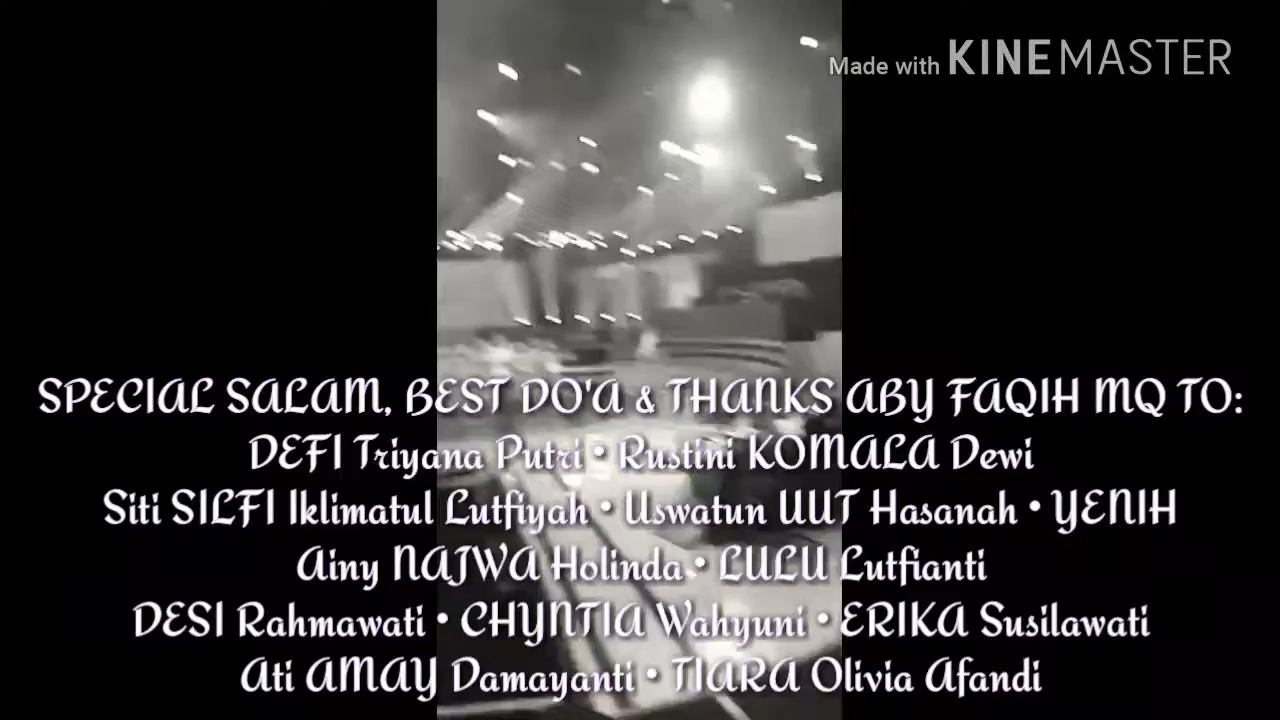 Made with KINEMASTER
SPECIAL SALAM, BEST DO'A & THANKS ABY FAQIH MQ TO:
DEFI Triyana Putri • Rustini KOMALA Dewi
Siti SILFI Iklimatul Lutfiyah • Uswatun UUT Hasanah • YENIH
Ainy NAJWA Holinda • LULU Lutfianti
DESI Rahmawati • CHYNTIA Wahyuni • ERIKA Susilawati
Ati AMAY Damayanti • TIARA Olivia Afandi